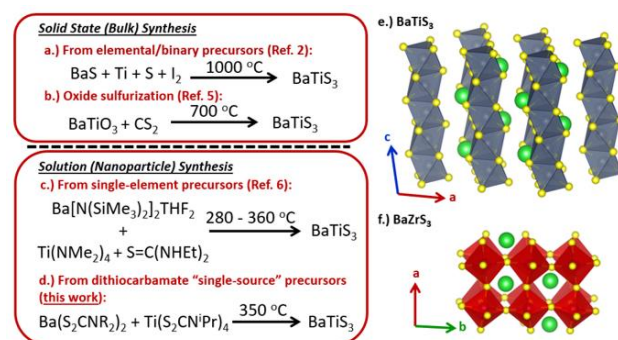 Solid State (Bulk) Synthesis
a.) From elemental/binary precursors (Ref. 2):
BaS + Ti + S + I₂ 1000 °C BaTiS₃
b.) Oxide sulfurization (Ref. 5):
BaTiO₃ + CS₂ 700 °C BaTiS₃
Solution (Nanoparticle) Synthesis
c.) From single-element precursors (Ref. 6):
Ba[N(SiMe₃)₂]₂THF₂
+
Ti(NMe₂)₄ + S=C(NHEt)₂
280 - 360 °C BaTiS₃
d.) From dithiocarbamate “single-source” precursors
(this work):
Ba(S₂CNR₂)₂ + Ti(S₂CNⁱPr)₄ 350 °C BaTiS₃
e.) BaTiS₃
c
a
f.) BaZrS₃
a
b